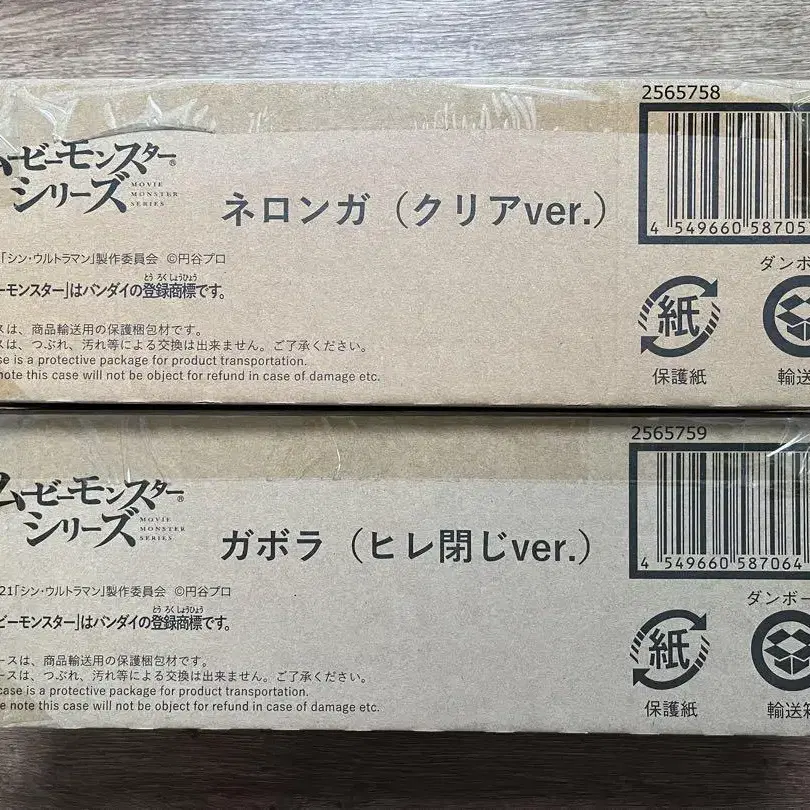 2565758
ムービーモンスター®
シリーズ MOVIE MONSTER SERIES
ネロンガ（クリアver.）
4 549660 58705
「シン・ウルトラマン」製作委員会 ©円谷プロ
ーモンスター」はバンダイの登録商標です。
とうろくしょうひょう
スは、商品輸送用の保護梱包材です。
スは、つぶれ、汚れ等による交換は出来ません。ご了承ください。
se is a protective package for product transportation.
note this case will not be object for refund in case of damage etc.
ダンボ
紙
保護紙
輸送
2565759
ムービーモンスター®
シリーズ MOVIE MONSTER SERIES
ガボラ（ヒレ閉じver.）
4 549660 587064
21「シン・ウルトラマン」製作委員会 ©円谷プロ
ビーモンスター」はバンダイの登録商標です。
とうろくしょうひょう
ースは、商品輸送用の保護梱包材です。
ースは、つぶれ、汚れ等による交換は出来ません。ご了承ください。
case is a protective package for product transportation.
e note this case will not be object for refund in case of damage etc.
ダンボー
紙
保護紙
輸送箱